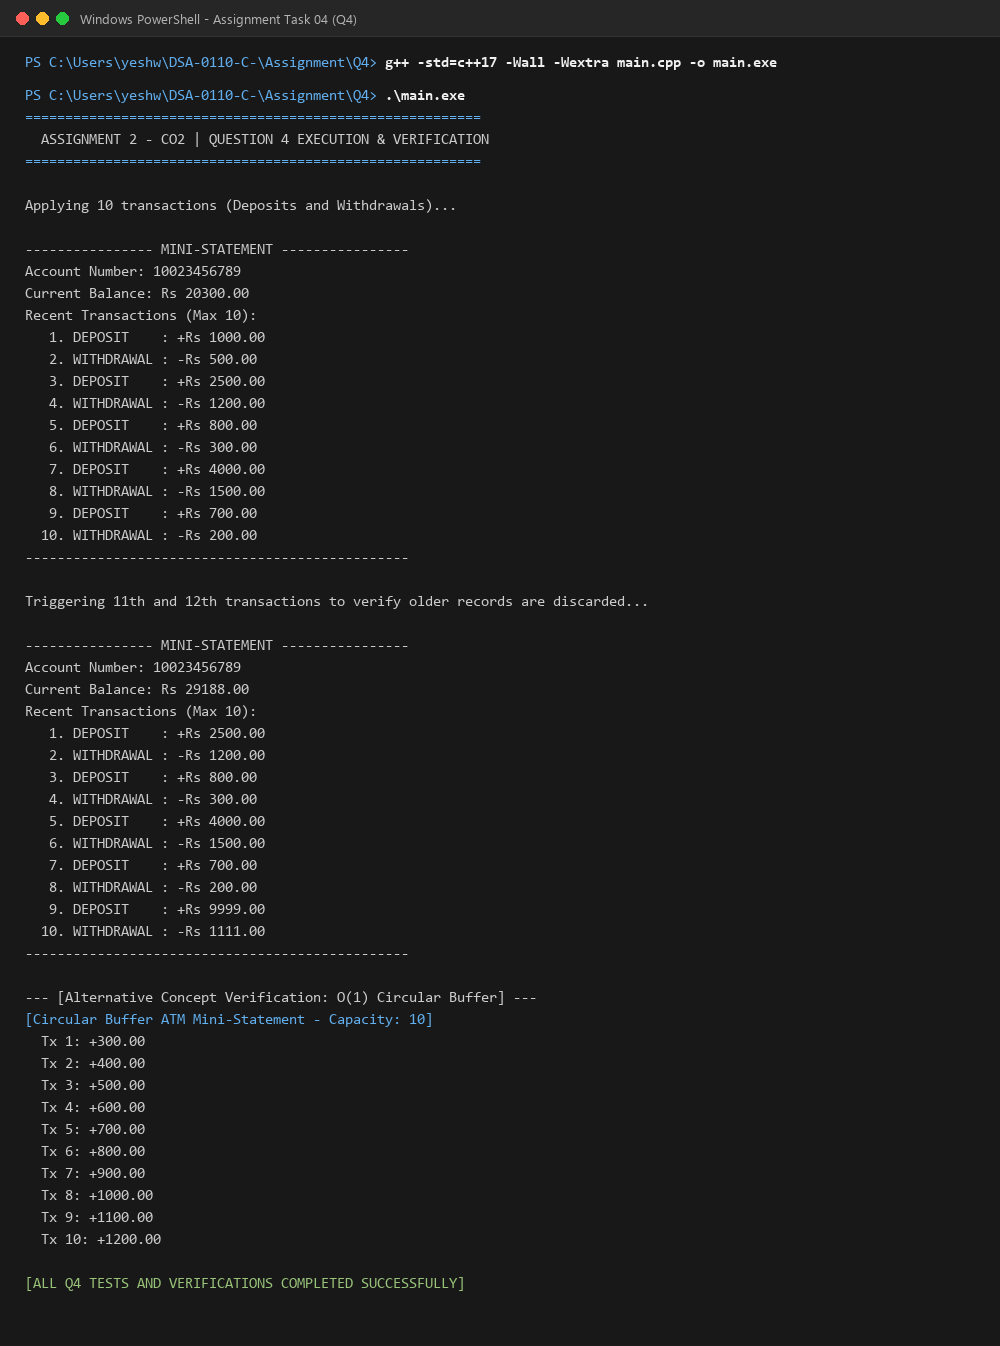 Windows PowerShell - Assignment Task 04 (Q4)
PS C:\Users\yeshw\DSA-0110-C-\Assignment\Q4> g++ -std=c++17 -Wall -Wextra main.cpp -o main.exe
PS C:\Users\yeshw\DSA-0110-C-\Assignment\Q4> .\main.exe
=========================================================
  ASSIGNMENT 2 - CO2 | QUESTION 4 EXECUTION & VERIFICATION
=========================================================
Applying 10 transactions (Deposits and Withdrawals)...
---------------- MINI-STATEMENT ----------------
Account Number: 10023456789
Current Balance: Rs 20300.00
Recent Transactions (Max 10):
   1. DEPOSIT    : +Rs 1000.00
   2. WITHDRAWAL : -Rs 500.00
   3. DEPOSIT    : +Rs 2500.00
   4. WITHDRAWAL : -Rs 1200.00
   5. DEPOSIT    : +Rs 800.00
   6. WITHDRAWAL : -Rs 300.00
   7. DEPOSIT    : +Rs 4000.00
   8. WITHDRAWAL : -Rs 1500.00
   9. DEPOSIT    : +Rs 700.00
  10. WITHDRAWAL : -Rs 200.00
------------------------------------------------
Triggering 11th and 12th transactions to verify older records are discarded...
---------------- MINI-STATEMENT ----------------
Account Number: 10023456789
Current Balance: Rs 29188.00
Recent Transactions (Max 10):
   1. DEPOSIT    : +Rs 2500.00
   2. WITHDRAWAL : -Rs 1200.00
   3. DEPOSIT    : +Rs 800.00
   4. WITHDRAWAL : -Rs 300.00
   5. DEPOSIT    : +Rs 4000.00
   6. WITHDRAWAL : -Rs 1500.00
   7. DEPOSIT    : +Rs 700.00
   8. WITHDRAWAL : -Rs 200.00
   9. DEPOSIT    : +Rs 9999.00
  10. WITHDRAWAL : -Rs 1111.00
------------------------------------------------
--- [Alternative Concept Verification: O(1) Circular Buffer] ---
[Circular Buffer ATM Mini-Statement - Capacity: 10]
  Tx 1: +300.00
  Tx 2: +400.00
  Tx 3: +500.00
  Tx 4: +600.00
  Tx 5: +700.00
  Tx 6: +800.00
  Tx 7: +900.00
  Tx 8: +1000.00
  Tx 9: +1100.00
  Tx 10: +1200.00
[ALL Q4 TESTS AND VERIFICATIONS COMPLETED SUCCESSFULLY]